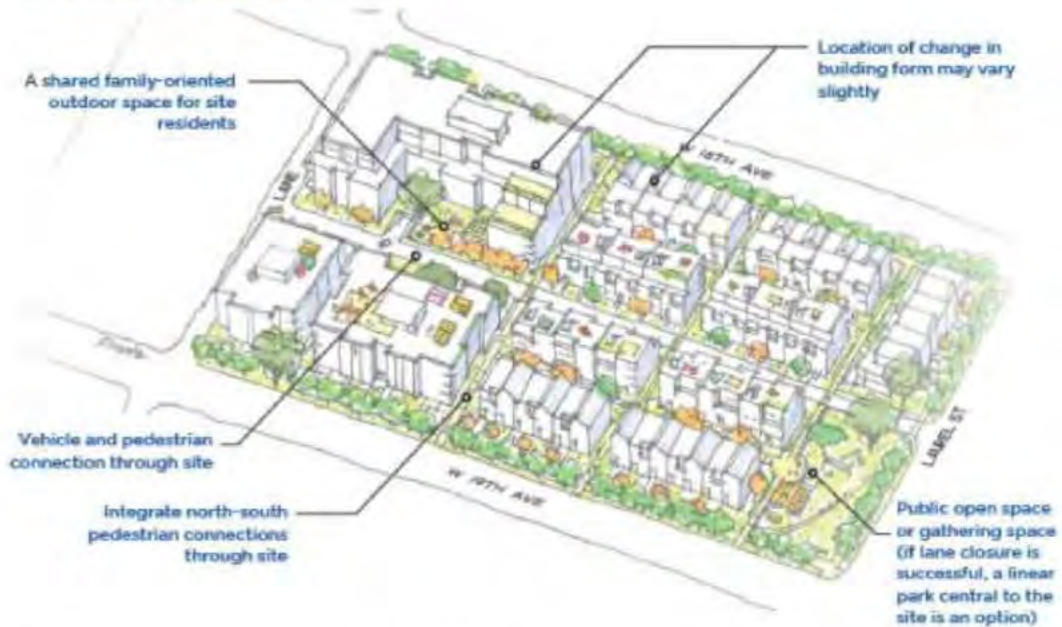 A shared family-oriented
outdoor space for site
residents
Location of change in
building form may vary
slightly
W 18TH AVE
LANE
LAUREL ST
Vehicle and pedestrian
connection through site
W 19TH AVE
Integrate north-south
pedestrian connections
through site
Public open space
or gathering space
(if lane closure is
successful, a linear
park central to the
site is an option)